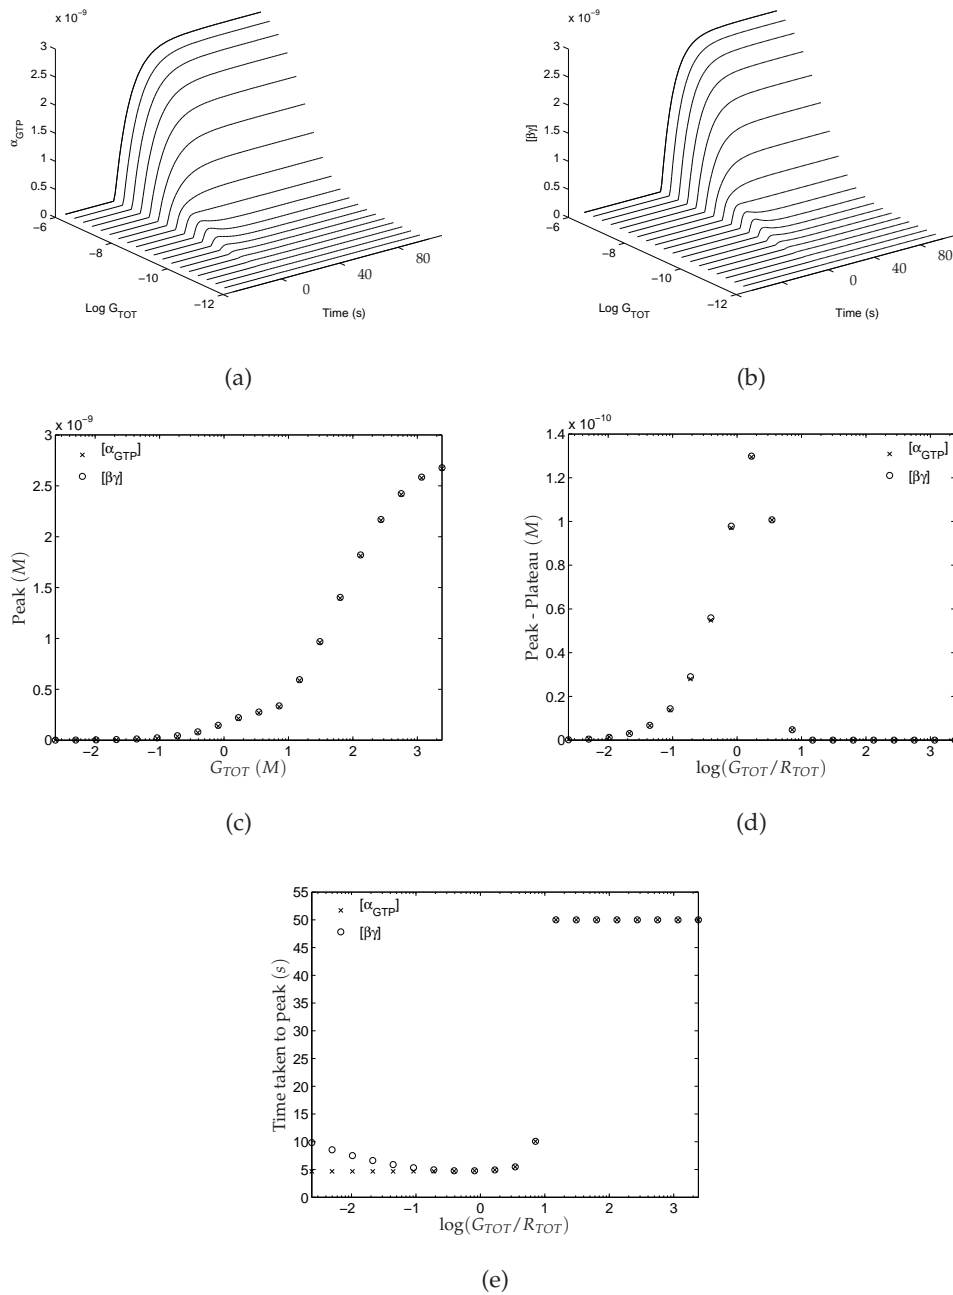 x 10⁻⁹
3
2.5
2
1.5
1
0.5
0
α_GTP
−6
−8
−10
−12
0
40
80
Log G_TOT
Time (s)
(a)
x 10⁻⁹
3
2.5
2
1.5
1
0.5
0
[βγ]
−6
−8
−10
−12
0
40
80
Log G_TOT
Time (s)
(b)
x 10⁻⁹
3
2.5
2
1.5
1
0.5
0
Peak (M)
[α_GTP]
[βγ]
−2 −1 0 1 2 3
G_TOT (M)
(c)
x 10⁻¹⁰
1.4
1.2
1
0.8
0.6
0.4
0.2
0
Peak - Plateau (M)
[α_GTP]
[βγ]
−2 −1 0 1 2 3
log(G_TOT/R_TOT)
(d)
55
50
45
40
35
30
25
20
15
10
5
0
Time taken to peak (s)
[α_GTP]
[βγ]
−2 −1 0 1 2 3
log(G_TOT/R_TOT)
(e)